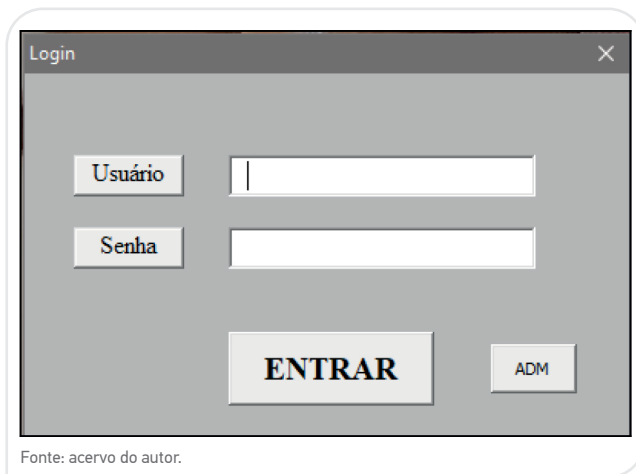 Login
Usuário
Senha
ENTRAR
ADM
Fonte: acervo do autor.